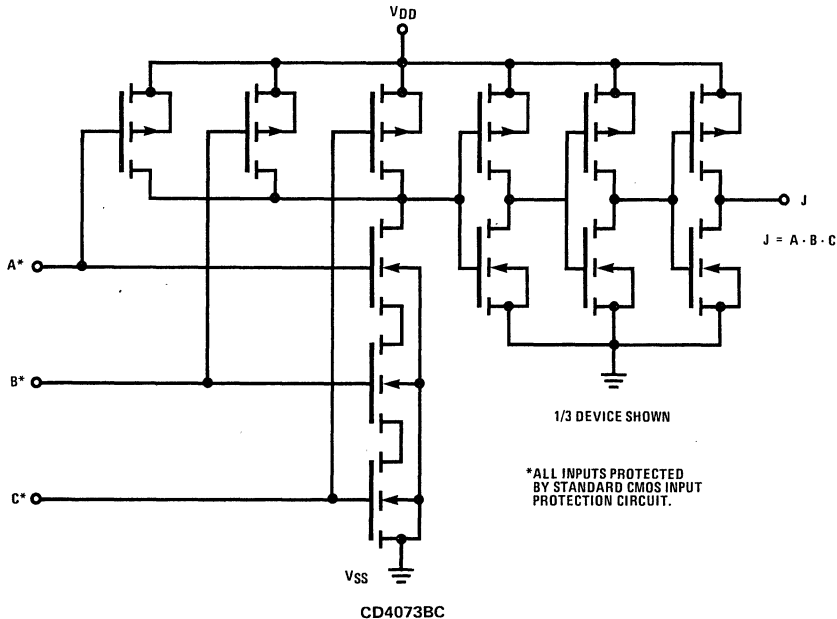 VDD
J
J = A · B · C
A*
B*
1/3 DEVICE SHOWN
*ALL INPUTS PROTECTED
BY STANDARD CMOS INPUT
PROTECTION CIRCUIT.
C*
VSS
CD4073BC